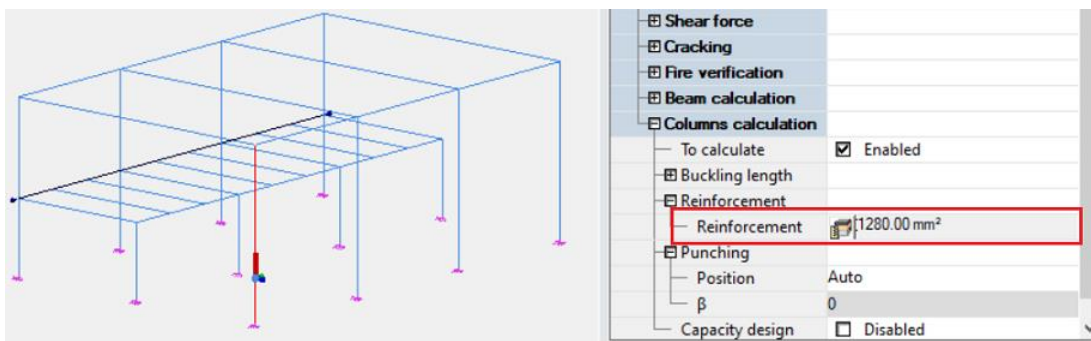 Shear force
Cracking
Fire verification
Beam calculation
Columns calculation
To calculate Enabled
Buckling length
Reinforcement
Reinforcement 1280.00 mm²
Punching
Position Auto
β 0
Capacity design Disabled